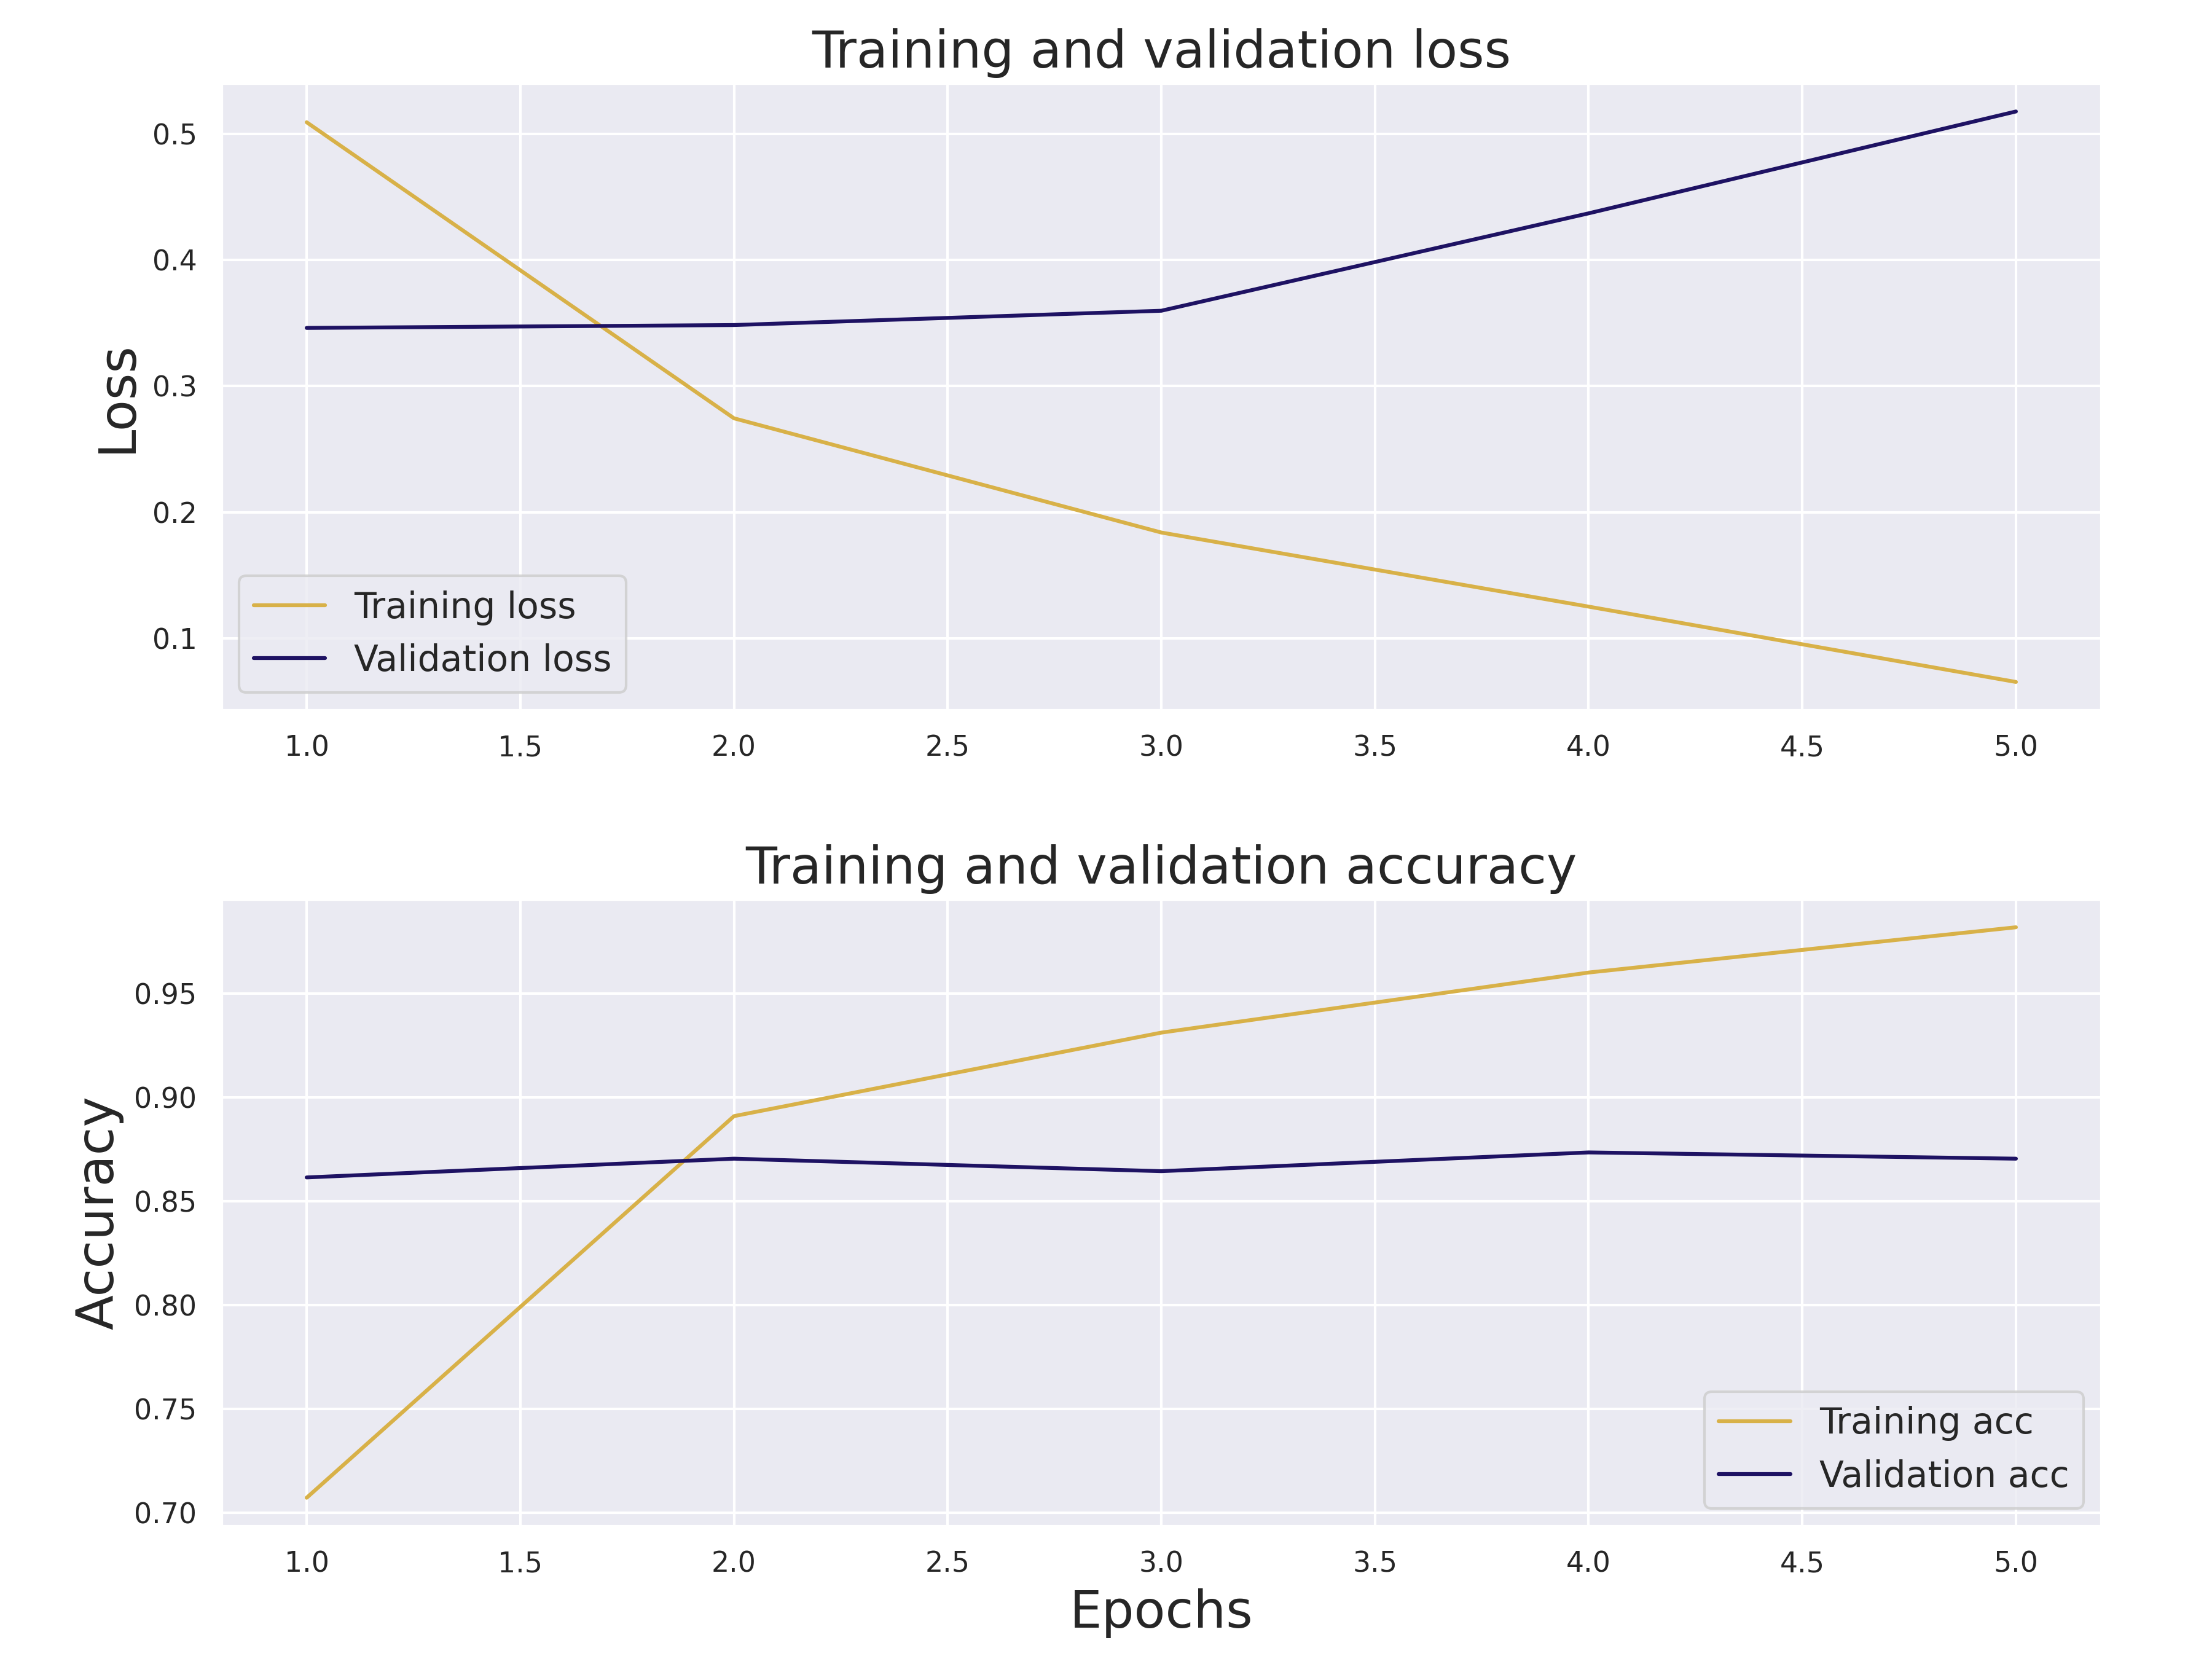 Training and validation loss
Loss
0.5
0.4
0.3
0.2
0.1
Training loss
Validation loss
1.0 1.5 2.0 2.5 3.0 3.5 4.0 4.5 5.0
Training and validation accuracy
Accuracy
0.95
0.90
0.85
0.80
0.75
0.70
Training acc
Validation acc
1.0 1.5 2.0 2.5 3.0 3.5 4.0 4.5 5.0
Epochs